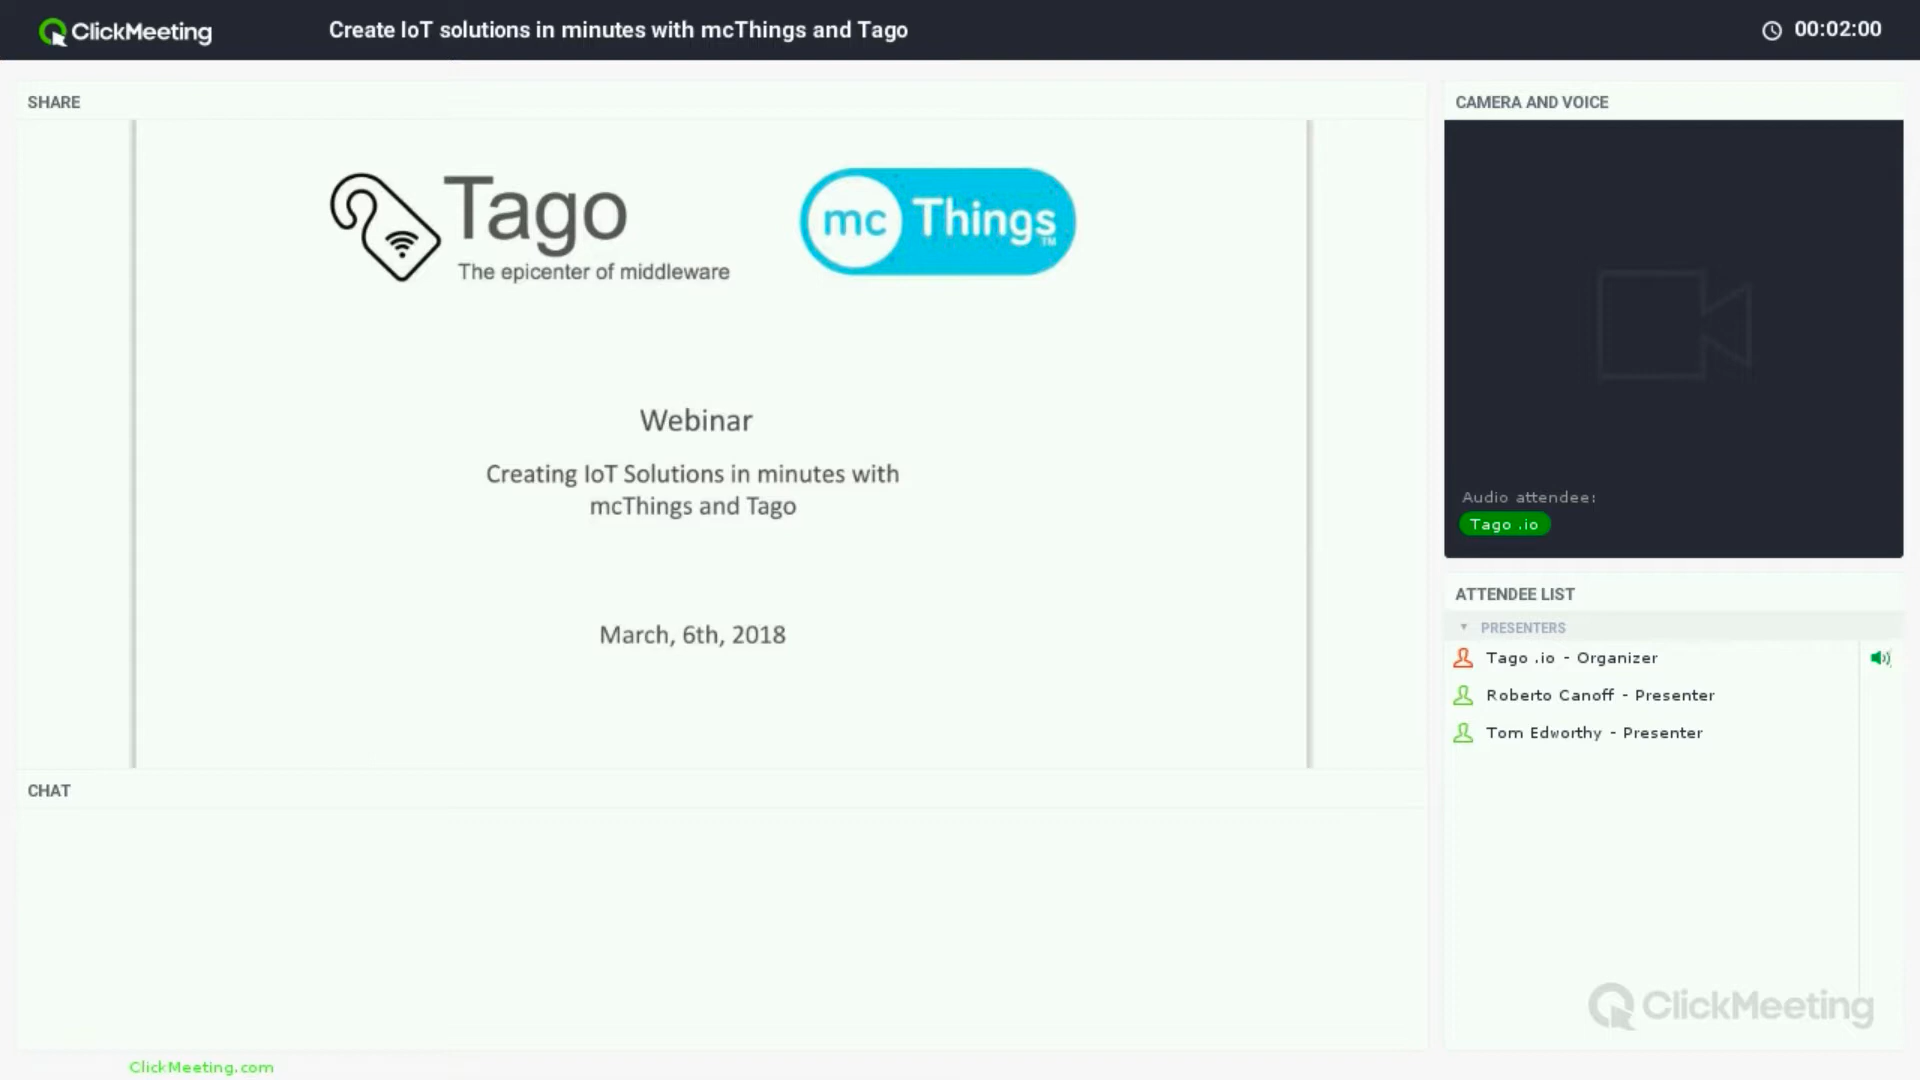 ClickMeeting
Create IoT solutions in minutes with mcThings and Tago
00:02:00
SHARE
Tago
The epicenter of middleware
mc Things TM
Webinar
Creating IoT Solutions in minutes with
mcThings and Tago
March, 6th, 2018
CHAT
ClickMeeting.com
CAMERA AND VOICE
Audio attendee:
Tago .io
ATTENDEE LIST
PRESENTERS
Tago .io - Organizer
Roberto Canoff - Presenter
Tom Edworthy - Presenter
ClickMeeting